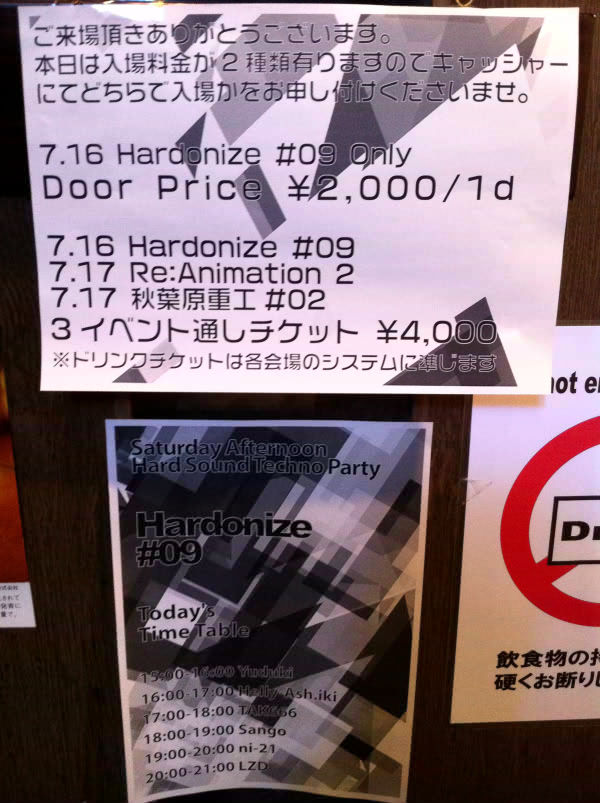 ご来場頂きありがとうございます。
本日は入場料金が2種類有りますのでキャッシャー
にてどちらで入場かをお申し付けくださいませ。
7.16 Hardonize #09 Only
Door Price ¥2,000/1d
7.16 Hardonize #09
7.17 Re:Animation 2
7.17 秋葉原重工 #02
3イベント通しチケット ¥4,000
※ドリンクチケットは各会場のシステムに準じます
Saturday Afternoon
Hard Sound Techno Party
Hardonize
#09
Today's
Time Table
15:00-16:00 Yuduki
16:00-17:00 Holly-Ash.iki
17:00-18:00 TAK666
18:00-19:00 Sango
19:00-20:00 ni-21
20:00-21:00 LZD
飲食物の
硬くお断り